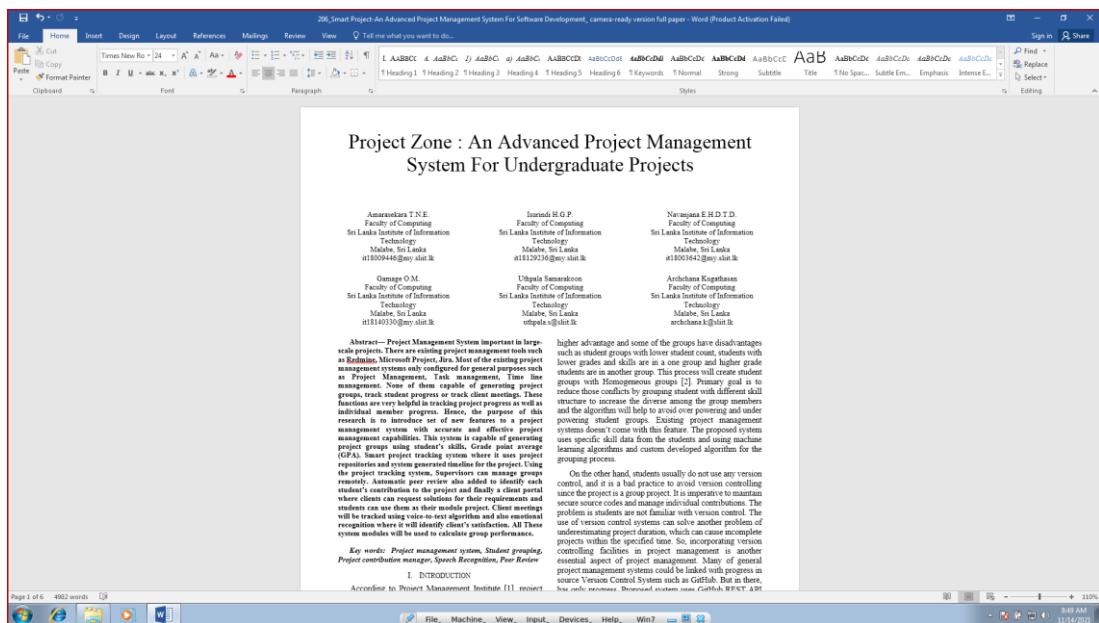 206_Smart Project-An Advanced Project Management System For Software Development_ camera-ready version full paper - Word (Product Activation Failed)
File Home Insert Design Layout References Mailings Review View Tell me what you want to do... Sign in Share
Cut
Copy
Format Painter
Paste
Times New Ro 24
Find
Replace
Select
AABBCC AaBbC AaBbC AaBbC AABBCCDI AaBbCcDdI AaBbCcDdI AaBbCcDc AaBbCcDd AaBbCcC AaB AaBbCcDc AaBbCcDc AaBbCcDc AaBbCcDc
Heading 1 Heading 2 Heading 3 Heading 4 Heading 5 Heading 6 Keywords Normal Strong Subtitle Title No Spac... Subtle Em... Emphasis Intense E...
Clipboard Font Paragraph Styles Editing
Project Zone : An Advanced Project Management
System For Undergraduate Projects
Amarasekara T.N.E.
Faculty of Computing
Sri Lanka Institute of Information
Technology
Malabe, Sri Lanka
it18009446@my.sliit.lk
Isurindi H.G.P.
Faculty of Computing
Sri Lanka Institute of Information
Technology
Malabe, Sri Lanka
it18129236@my.sliit.lk
Navanjana E.H.D.T.D.
Faculty of Computing
Sri Lanka Institute of Information
Technology
Malabe, Sri Lanka
it18003642@my.sliit.lk
Gamage O.M.
Faculty of Computing
Sri Lanka Institute of Information
Technology
Malabe, Sri Lanka
it18140330@my.sliit.lk
Uthpala Samarakoon
Faculty of Computing
Sri Lanka Institute of Information
Technology
Malabe, Sri Lanka
uthpala.s@sliit.lk
Archchana Kugathasan
Faculty of Computing
Sri Lanka Institute of Information
Technology
Malabe, Sri Lanka
archchana.k@sliit.lk
Abstract— Project Management System important in large-
scale projects. There are existing project management tools such
as Redmine, Microsoft Project, Jira. Most of the existing project
management systems only configured for general purposes such
as Project Management, Task management, Time line
management. None of them capable of generating project
groups, track student progress or track client meetings. These
functions are very helpful in tracking project progress as well as
individual member progress. Hence, the purpose of this
research is to introduce set of new features to a project
management system with accurate and effective project
management capabilities. This system is capable of generating
project groups using student's skills, Grade point average
(GPA). Smart project tracking system where it uses project
repositories and system generated timeline for the project. Using
the project tracking system, Supervisors can manage groups
remotely. Automatic peer review also added to identify each
student's contribution to the project and finally a client portal
where clients can request solutions for their requirements and
students can use them as their module project. Client meetings
will be tracked using voice-to-text algorithm and also emotional
recognition where it will identify client's satisfaction. All These
system modules will be used to calculate group performance.
Key words: Project management system, Student grouping,
Project contribution manager, Speech Recognition, Peer Review
I. INTRODUCTION
According to Project Management Institute [1], project
higher advantage and some of the groups have disadvantages
such as student groups with lower student count, students with
lower grades and skills are in a one group and higher grade
students are in another group. This process will create student
groups with Homogeneous groups [2]. Primary goal is to
reduce those conflicts by grouping student with different skill
structure to increase the diverse among the group members
and the algorithm will help to avoid over powering and under
powering student groups. Existing project management
systems doesn't come with this feature. The proposed system
uses specific skill data from the students and using machine
learning algorithms and custom developed algorithm for the
grouping process.
On the other hand, students usually do not use any version
control, and it is a bad practice to avoid version controlling
since the project is a group project. It is imperative to maintain
secure source codes and manage individual contributions. The
problem is students are not familiar with version control. The
use of version control systems can solve another problem of
underestimating project duration, which can cause incomplete
projects within the specified time. So, incorporating version
controlling facilities in project management is another
essential aspect of project management. Many of general
project management systems could be linked with progress in
source Version Control System such as GitHub. But in there,
has only progress. Proposed system uses GitHub REST API
Page 1 of 6 4982 words 110%
File_ Machine_ View_ Input_ Devices_ Help_ Win7
8:49 AM
11/14/2021